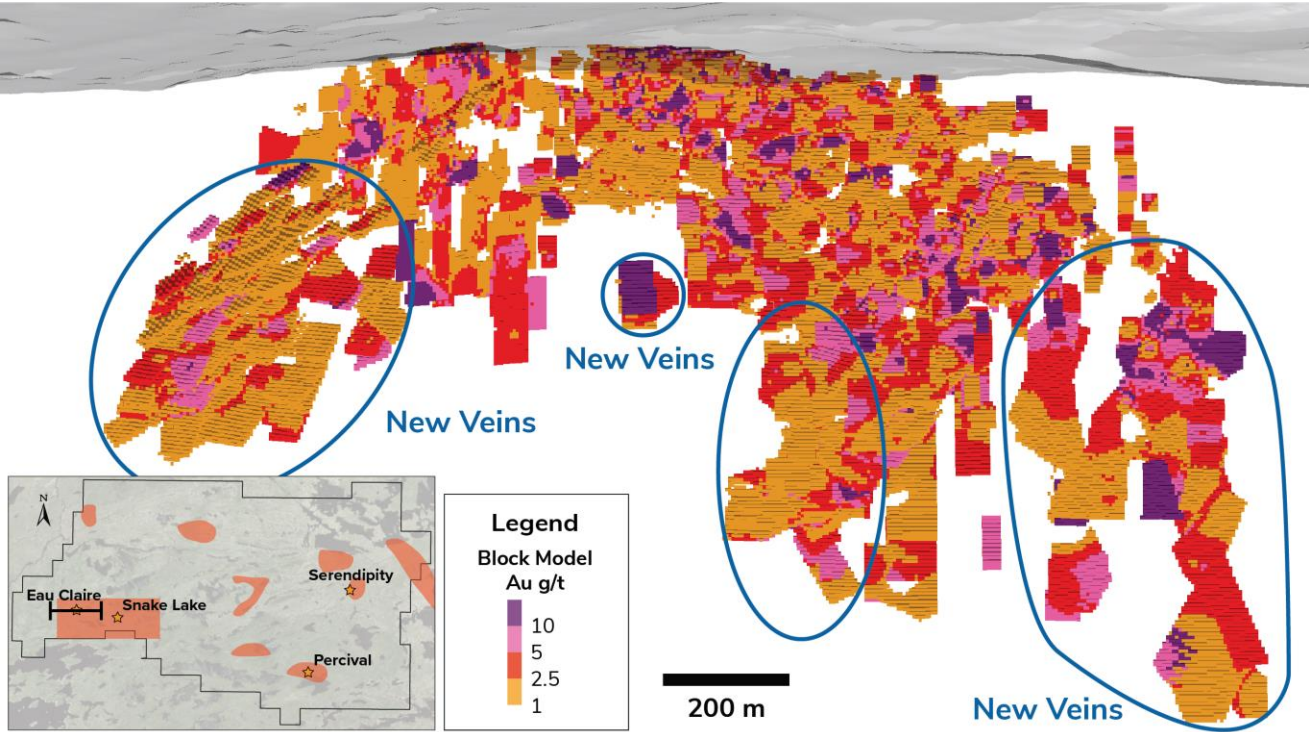 New Veins
New Veins
New Veins
N
Eau Claire
Snake Lake
Serendipity
Percival
Legend
Block Model
Au g/t
10
5
2.5
1
200 m